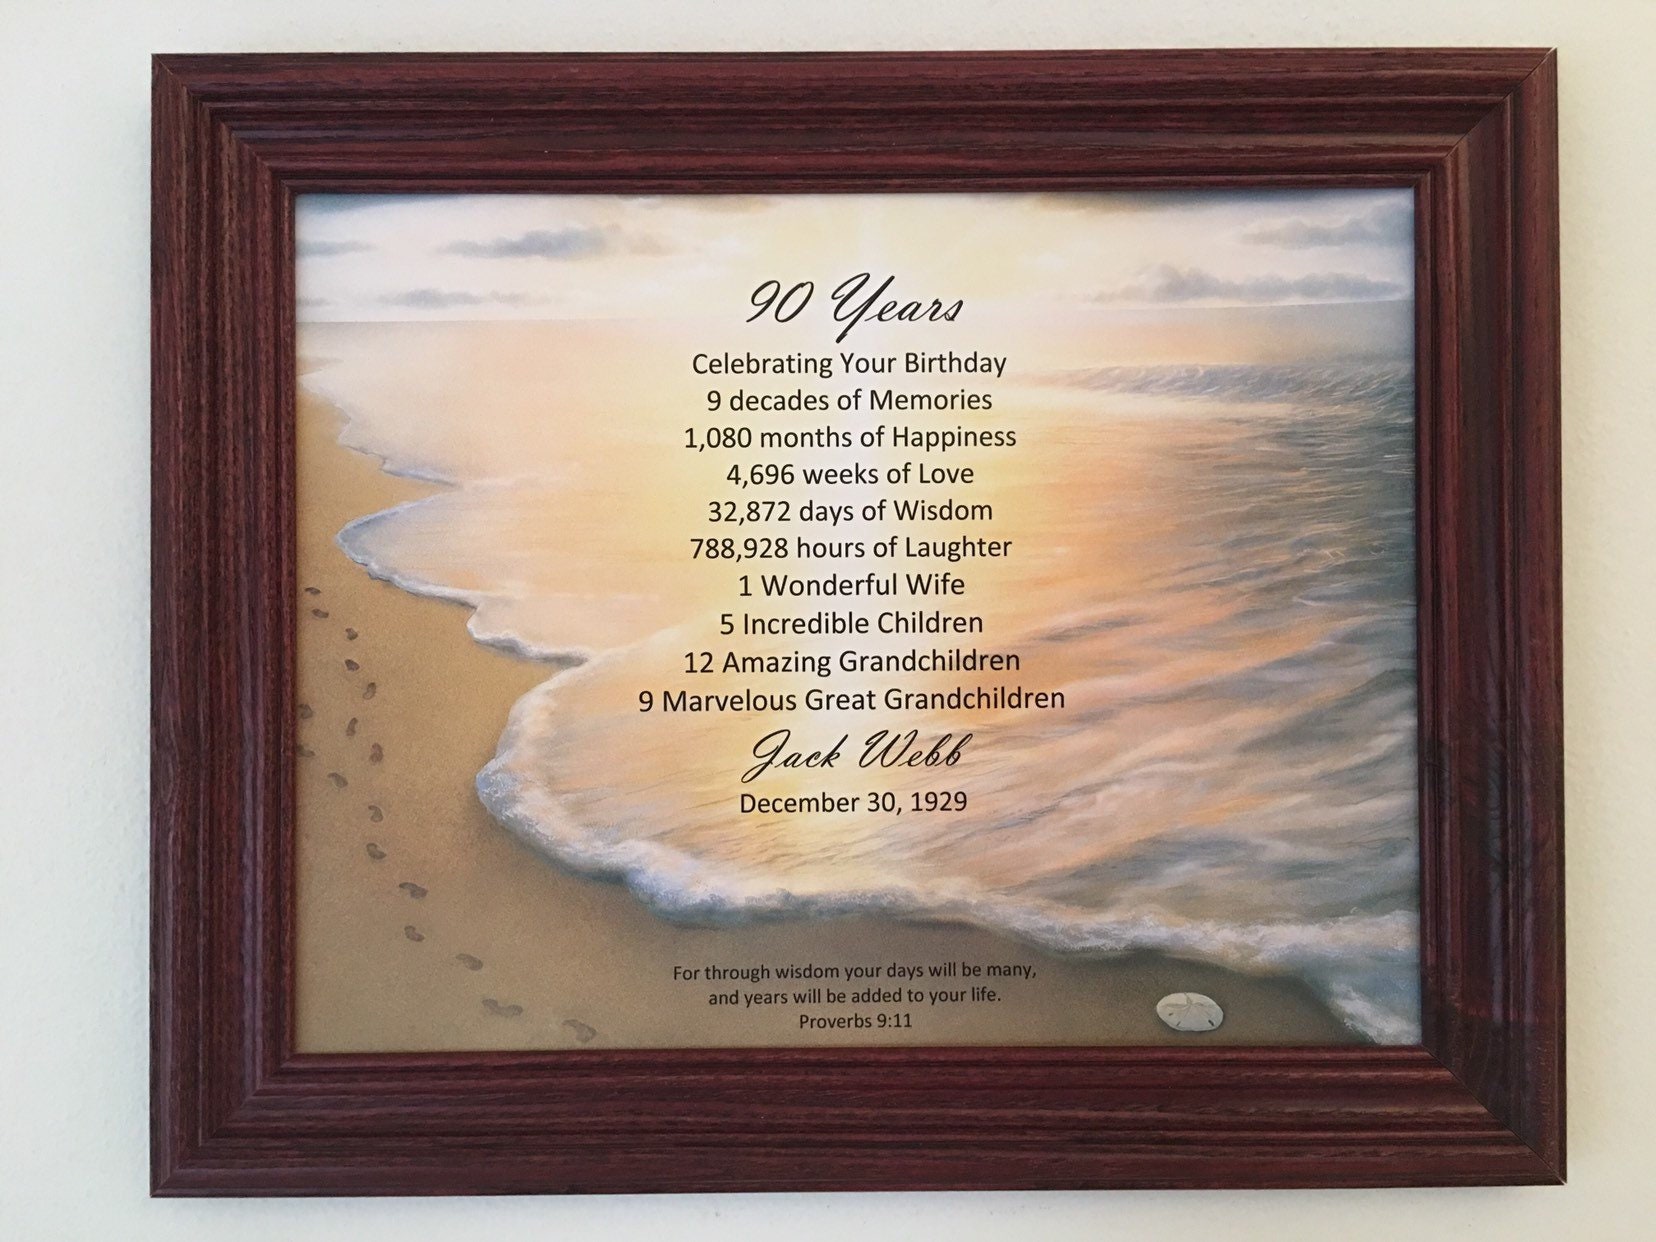 90 Years
Celebrating Your Birthday
9 decades of Memories
1,080 months of Happiness
4,696 weeks of Love
32,872 days of Wisdom
788,928 hours of Laughter
1 Wonderful Wife
5 Incredible Children
12 Amazing Grandchildren
9 Marvelous Great Grandchildren
Jack Webb
December 30, 1929
For through wisdom your days will be many,
and years will be added to your life.
Proverbs 9:11